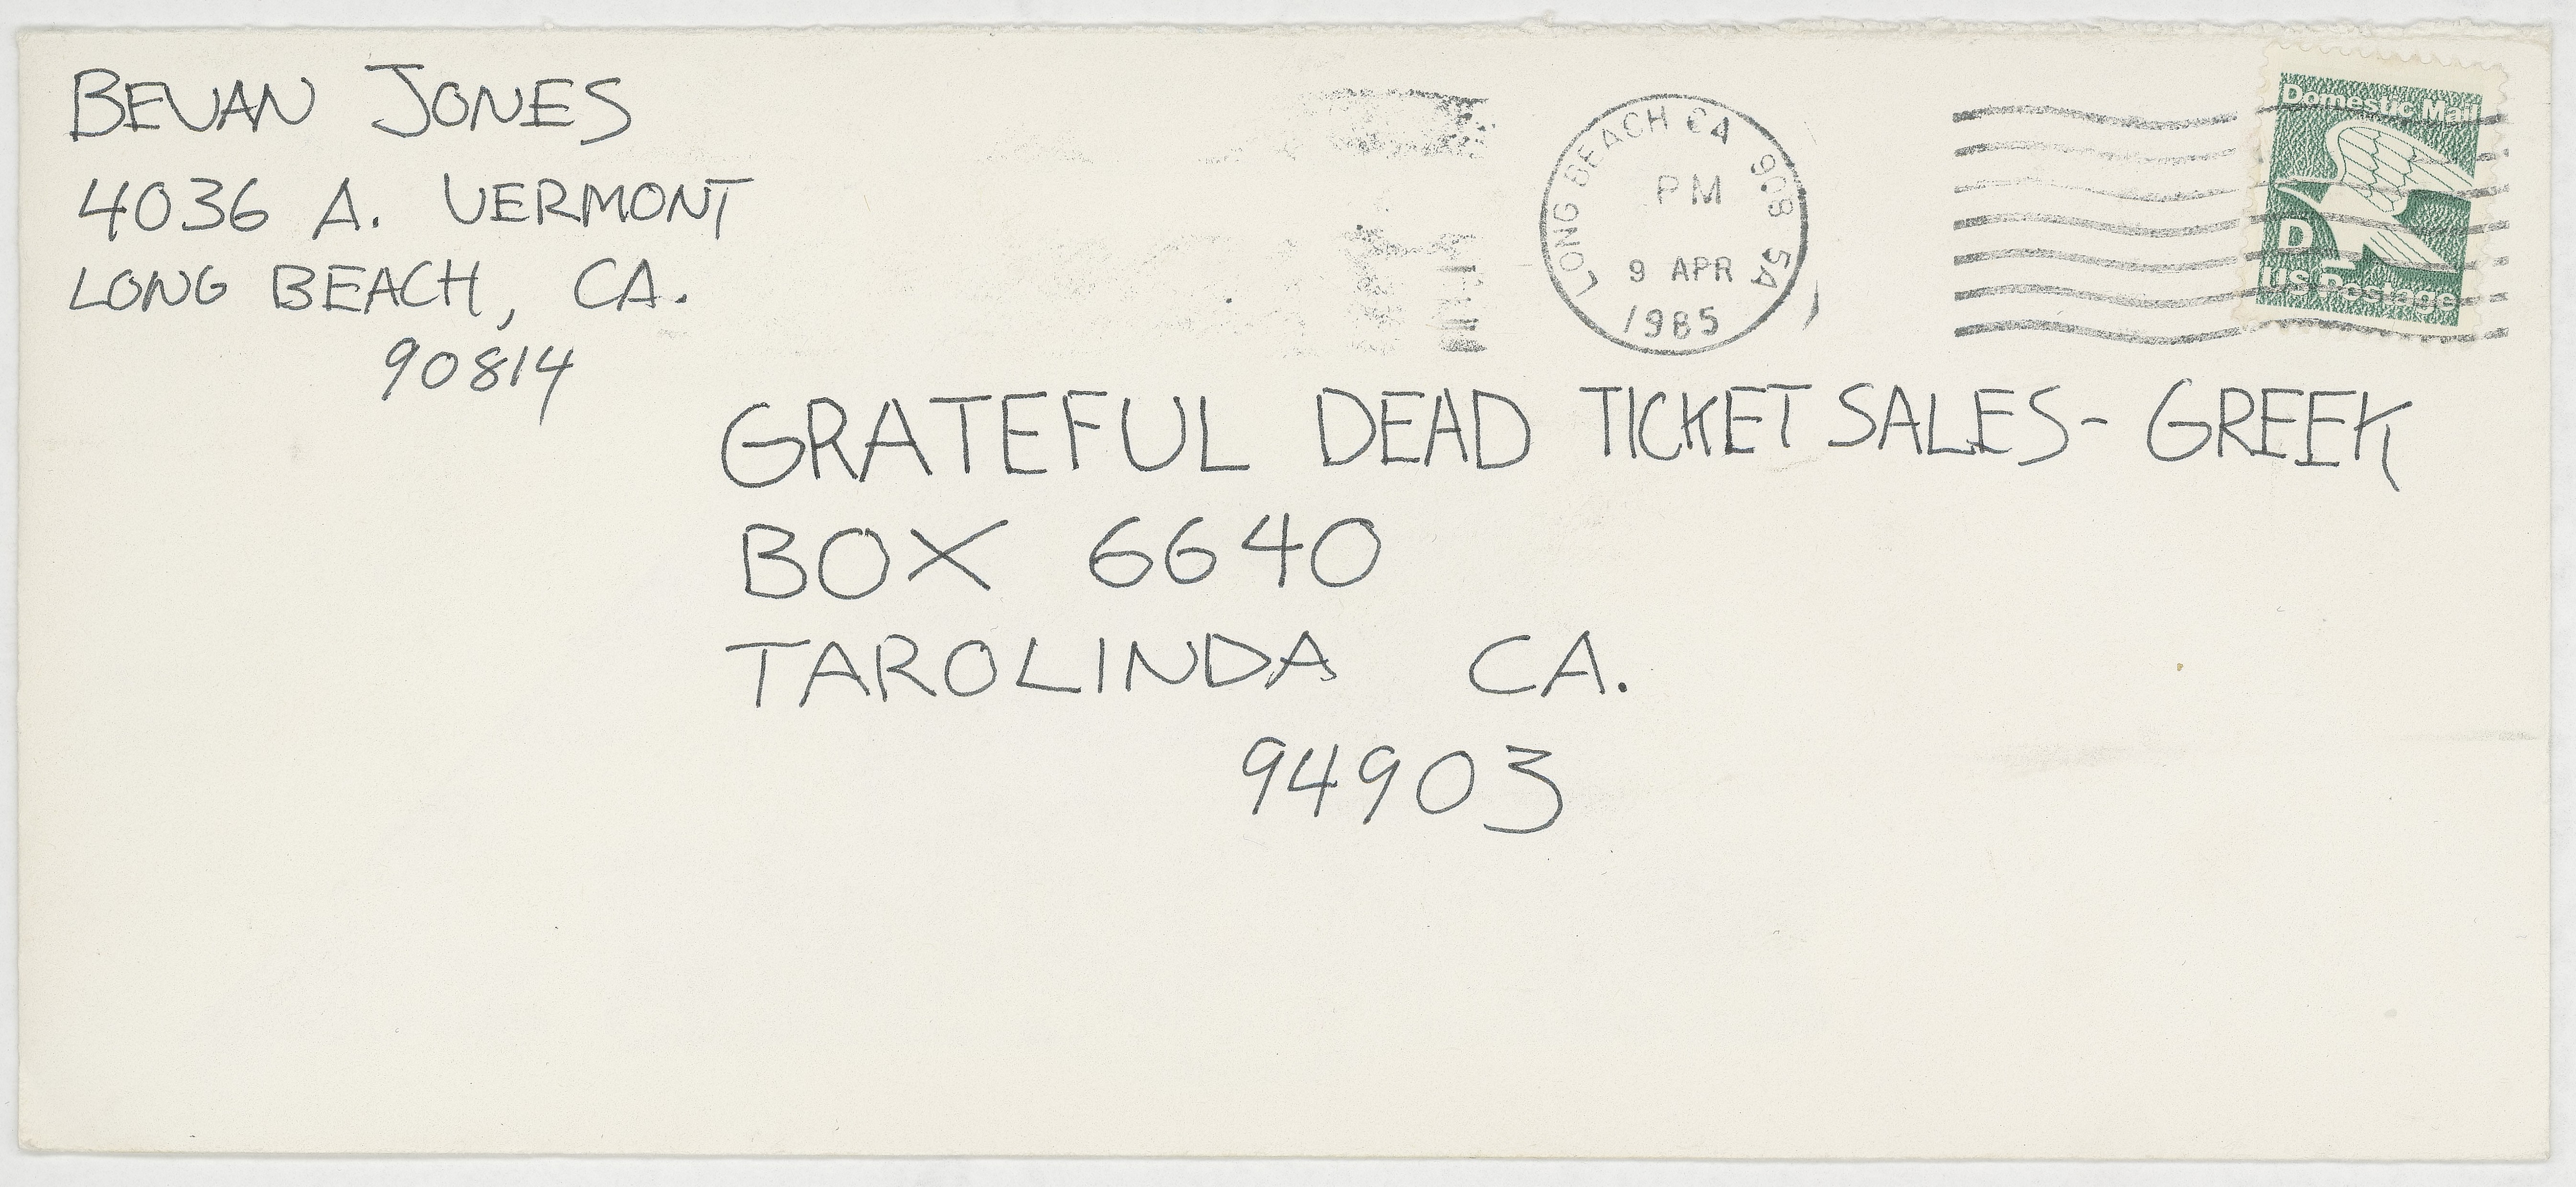 BEVAN JONES
4036 A. VERMONT
LONG BEACH, CA.
90814
LONG BEACH CA 908 5A
PM
9 APR
1985
Domestic Mail
D
US Postage
GRATEFUL DEAD TICKET SALES- GREEK
BOX 6640
TAROLINDA CA.
94903